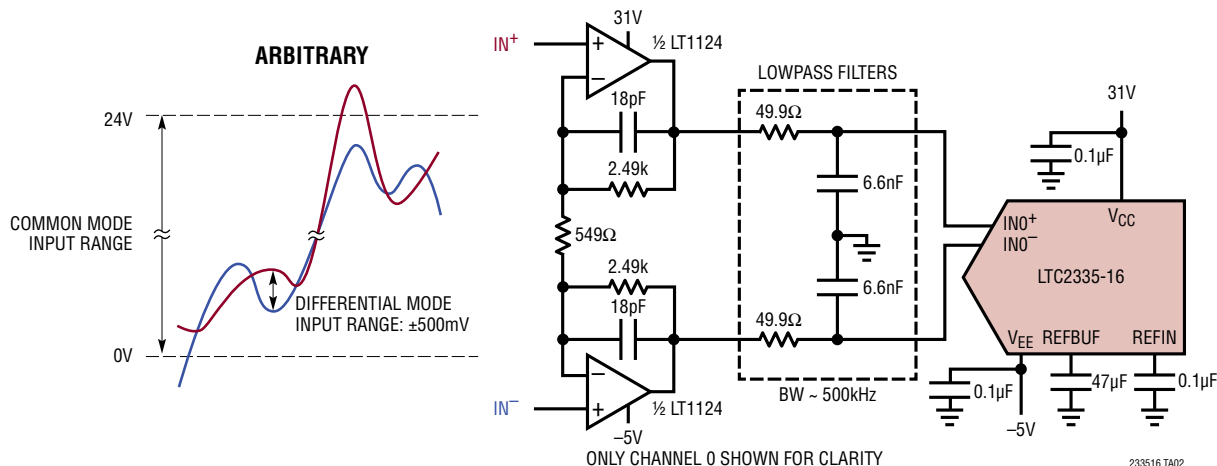 ARBITRARY
24V
COMMON MODE
INPUT RANGE
DIFFERENTIAL MODE
INPUT RANGE: ±500mV
0V
IN+
31V
½ LT1124
+
–
18pF
2.49k
549Ω
2.49k
18pF
–
+
IN–
½ LT1124
–5V
LOWPASS FILTERS
49.9Ω
6.6nF
6.6nF
49.9Ω
BW ~ 500kHz
31V
0.1µF
VCC
IN0+
IN0–
LTC2335-16
VEE REFBUF REFIN
0.1µF
47µF
0.1µF
–5V
ONLY CHANNEL 0 SHOWN FOR CLARITY
233516 TA02